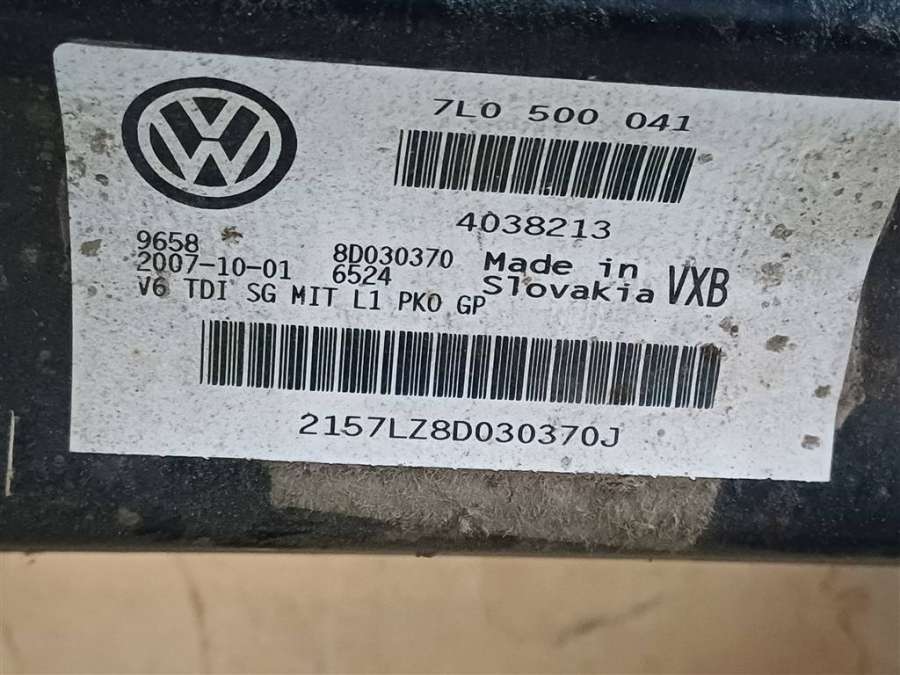 7L0 500 041
4038213
9658
2007-10-01
8D030370
6524
Made in
Slovakia
VXB
V6 TDI SG MIT L1 PK0 GP
2157LZ8D030370J